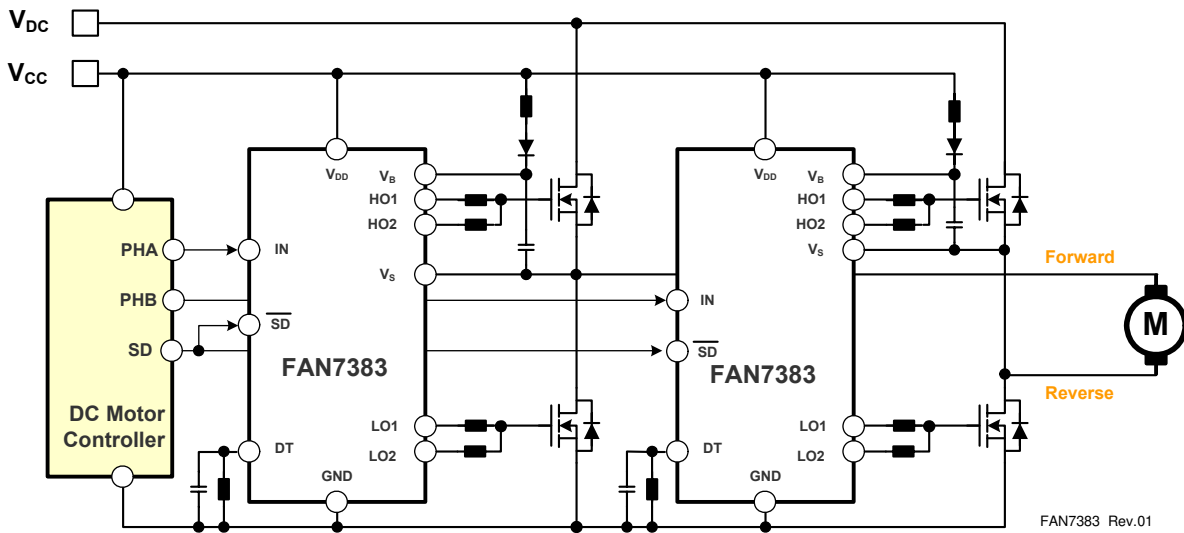 VDC
VCC
DC Motor
Controller
PHA
PHB
SD
VDD
IN
SD
DT
GND
FAN7383
VB
HO1
HO2
VS
LO1
LO2
VDD
IN
SD
DT
GND
FAN7383
VB
HO1
HO2
VS
LO1
LO2
Forward
M
Reverse
FAN7383 Rev.01